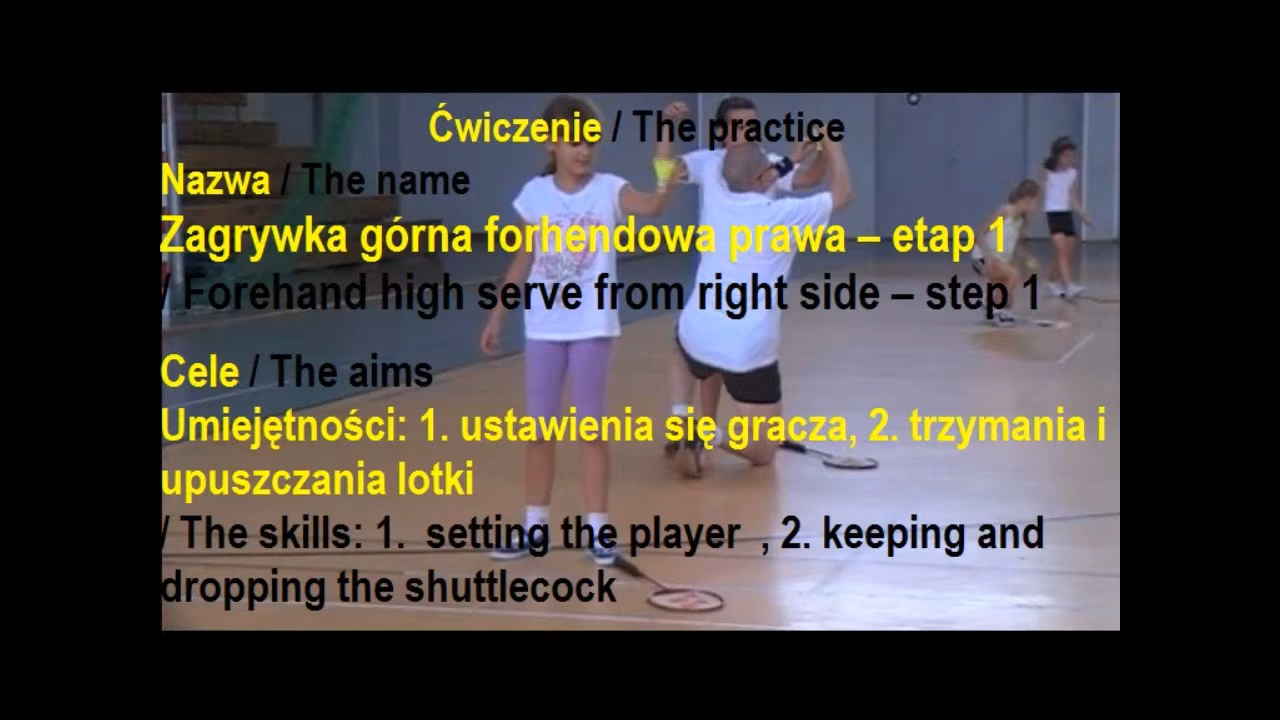 Ćwiczenie / The practice
Nazwa / The name
Zagrywka górna forhendowa prawa – etap 1
/ Forehand high serve from right side – step 1
Cele / The aims
Umiejętności: 1. ustawienia się gracza, 2. trzymania i
upuszczania lotki
/ The skills: 1.  setting the player  , 2. keeping and
dropping the shuttlecock